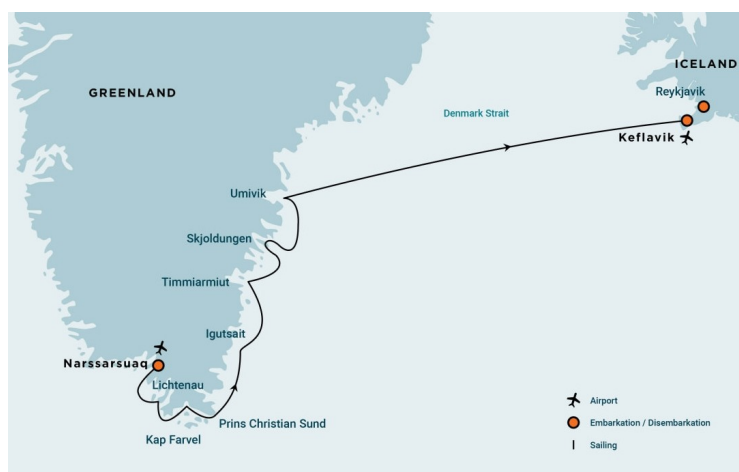 GREENLAND
ICELAND
Reykjavik
Denmark Strait
Keflavik
Umivik
Skjoldungen
Timmiarmiut
Igutsait
Narssarsuaq
Lichtenau
Prins Christian Sund
Kap Farvel
Airport
Embarkation / Disembarkation
Sailing